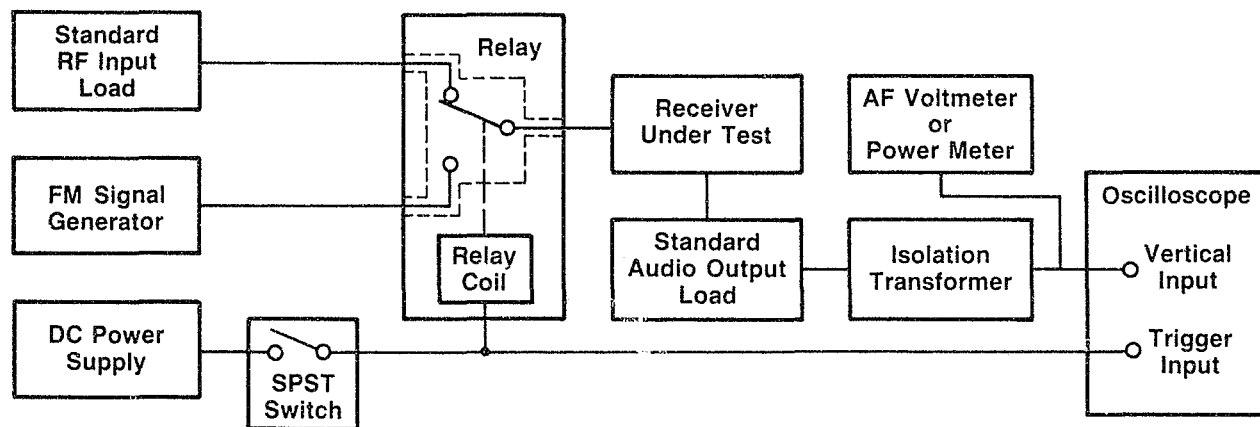 Standard
RF Input
Load
FM Signal
Generator
DC Power
Supply
SPST
Switch
Relay
Relay
Coil
Receiver
Under Test
Standard
Audio Output
Load
AF Voltmeter
or
Power Meter
Isolation
Transformer
Oscilloscope
Vertical
Input
Trigger
Input